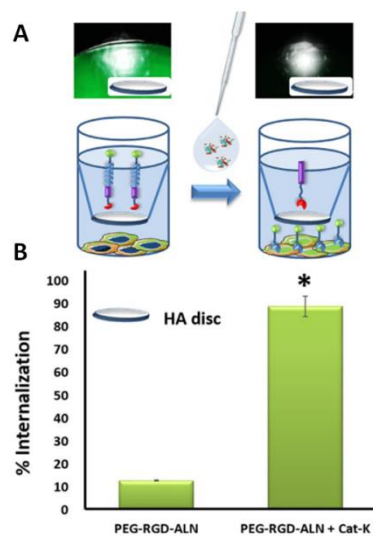 A
B
100
90
80
70
60
50
40
30
20
10
0
% Internalization
HA disc
*
PEG-RGD-ALN
PEG-RGD-ALN + Cat-K